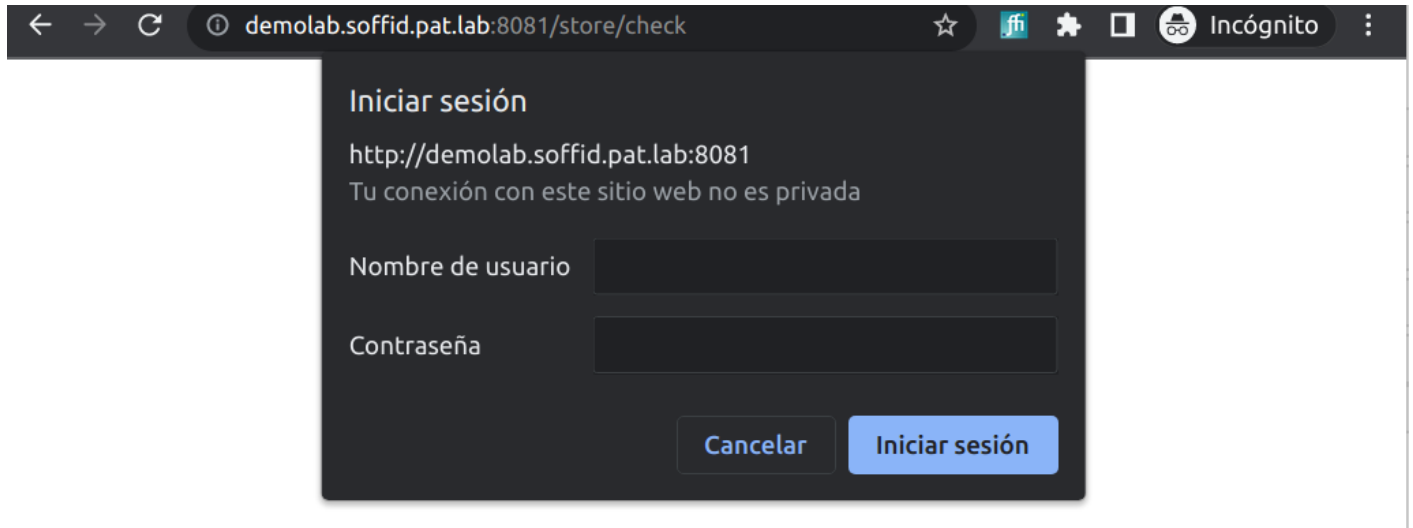 demolab.soffid.pat.lab:8081/store/check
ffi
Incógnito
Iniciar sesión
http://demolab.soffid.pat.lab:8081
Tu conexión con este sitio web no es privada
Nombre de usuario
Contraseña
Cancelar
Iniciar sesión